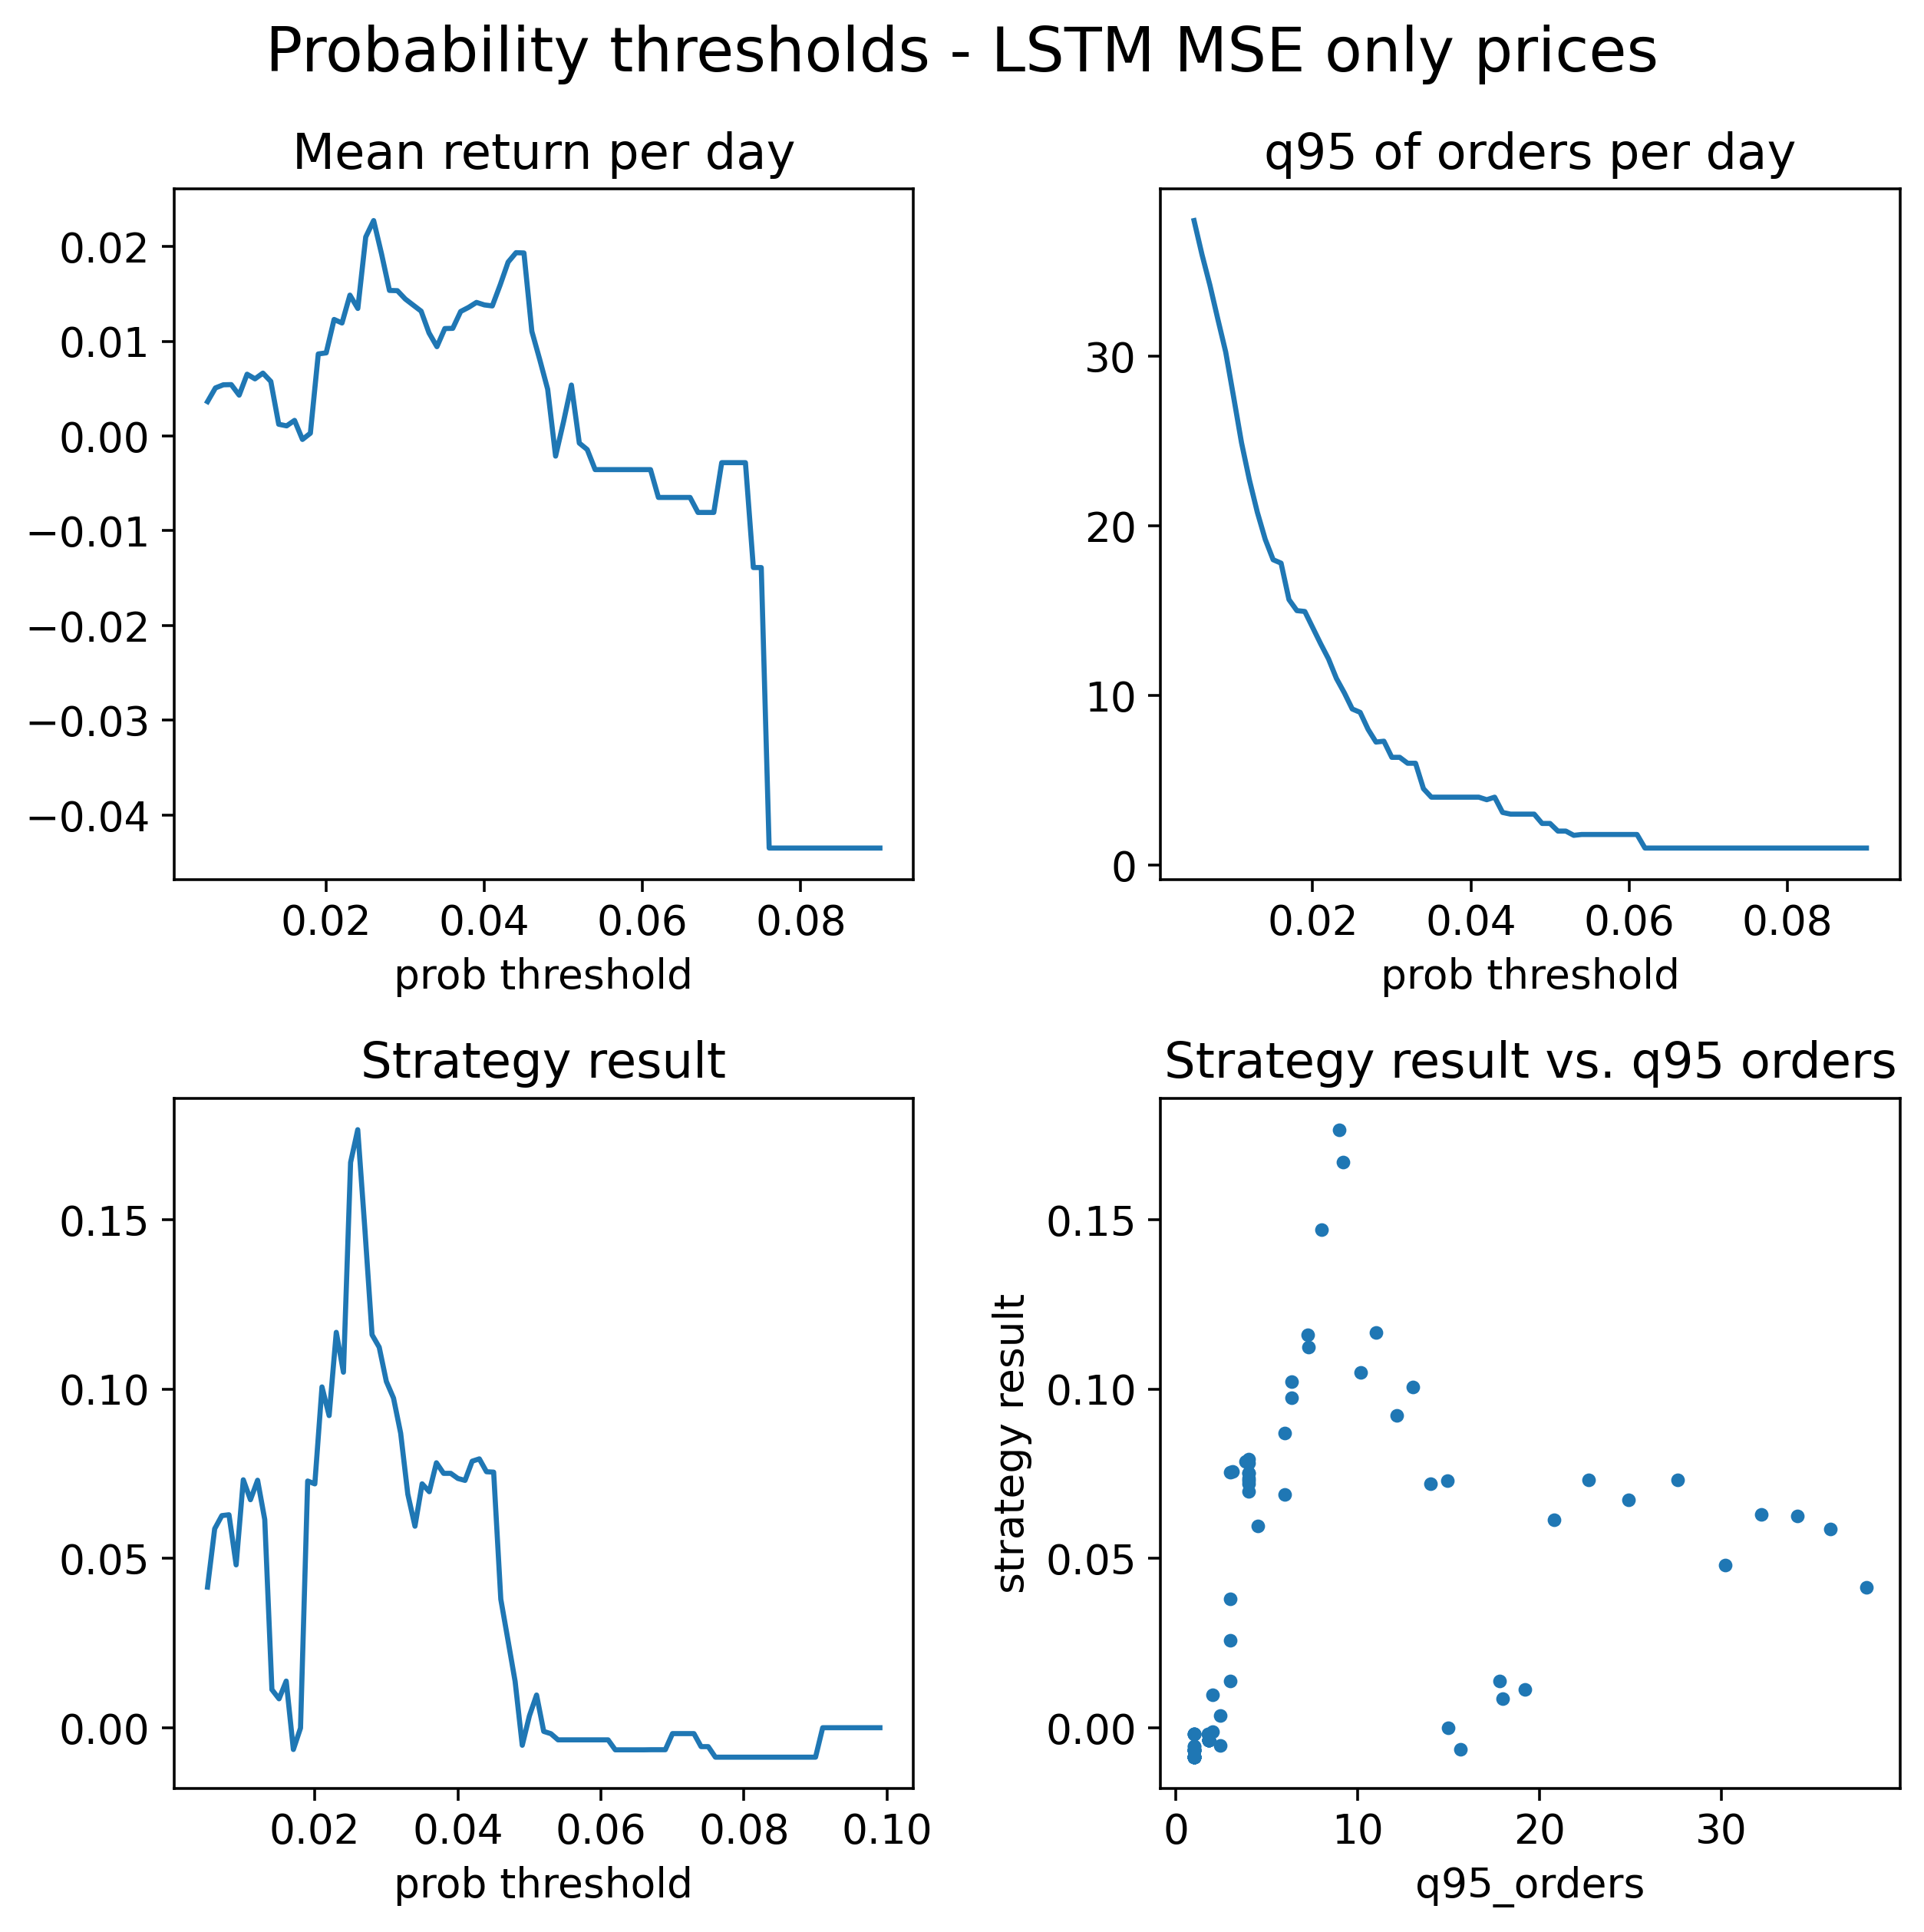 Probability thresholds - LSTM MSE only prices
Mean return per day
0.02
0.01
0.00
−0.01
−0.02
−0.03
−0.04
0.02 0.04 0.06 0.08
prob threshold
q95 of orders per day
30
20
10
0
0.02 0.04 0.06 0.08
prob threshold
Strategy result
0.15
0.10
0.05
0.00
0.02 0.04 0.06 0.08 0.10
prob threshold
Strategy result vs. q95 orders
strategy result
0.15
0.10
0.05
0.00
0 10 20 30
q95_orders